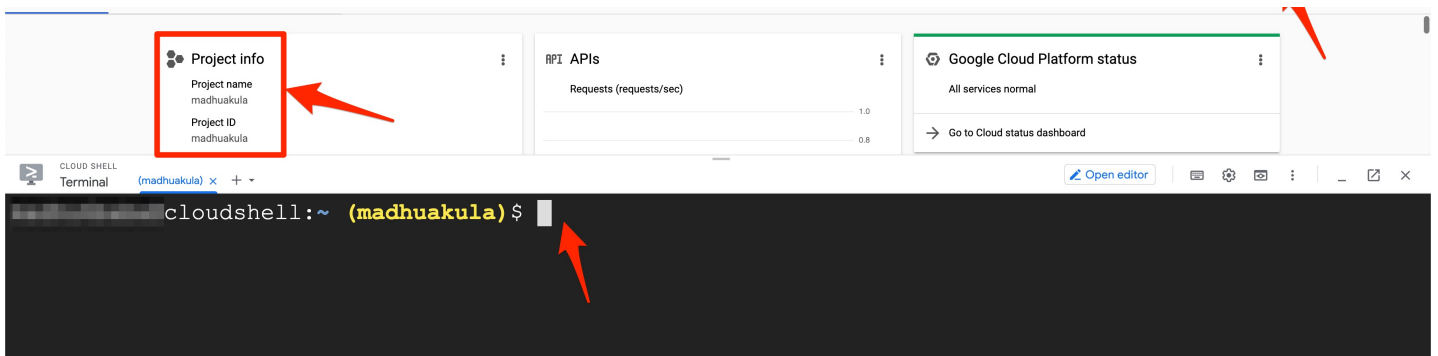 Project info
Project name
madhuakula
Project ID
madhuakula
API APIs
Requests (requests/sec)
1.0
0.8
Google Cloud Platform status
All services normal
Go to Cloud status dashboard
CLOUD SHELL
Terminal
(madhuakula) × + 
Open editor
cloudshell:~ (madhuakula)$